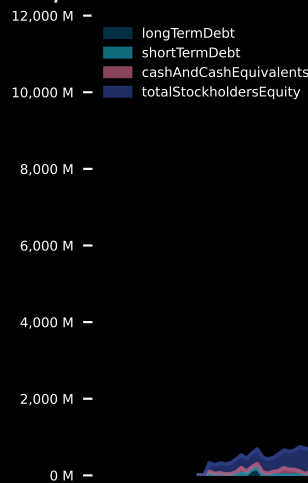 12,000 M
longTermDebt
shortTermDebt
cashAndCashEquivalents
totalStockholdersEquity
10,000 M
8,000 M
6,000 M
4,000 M
2,000 M
0 M